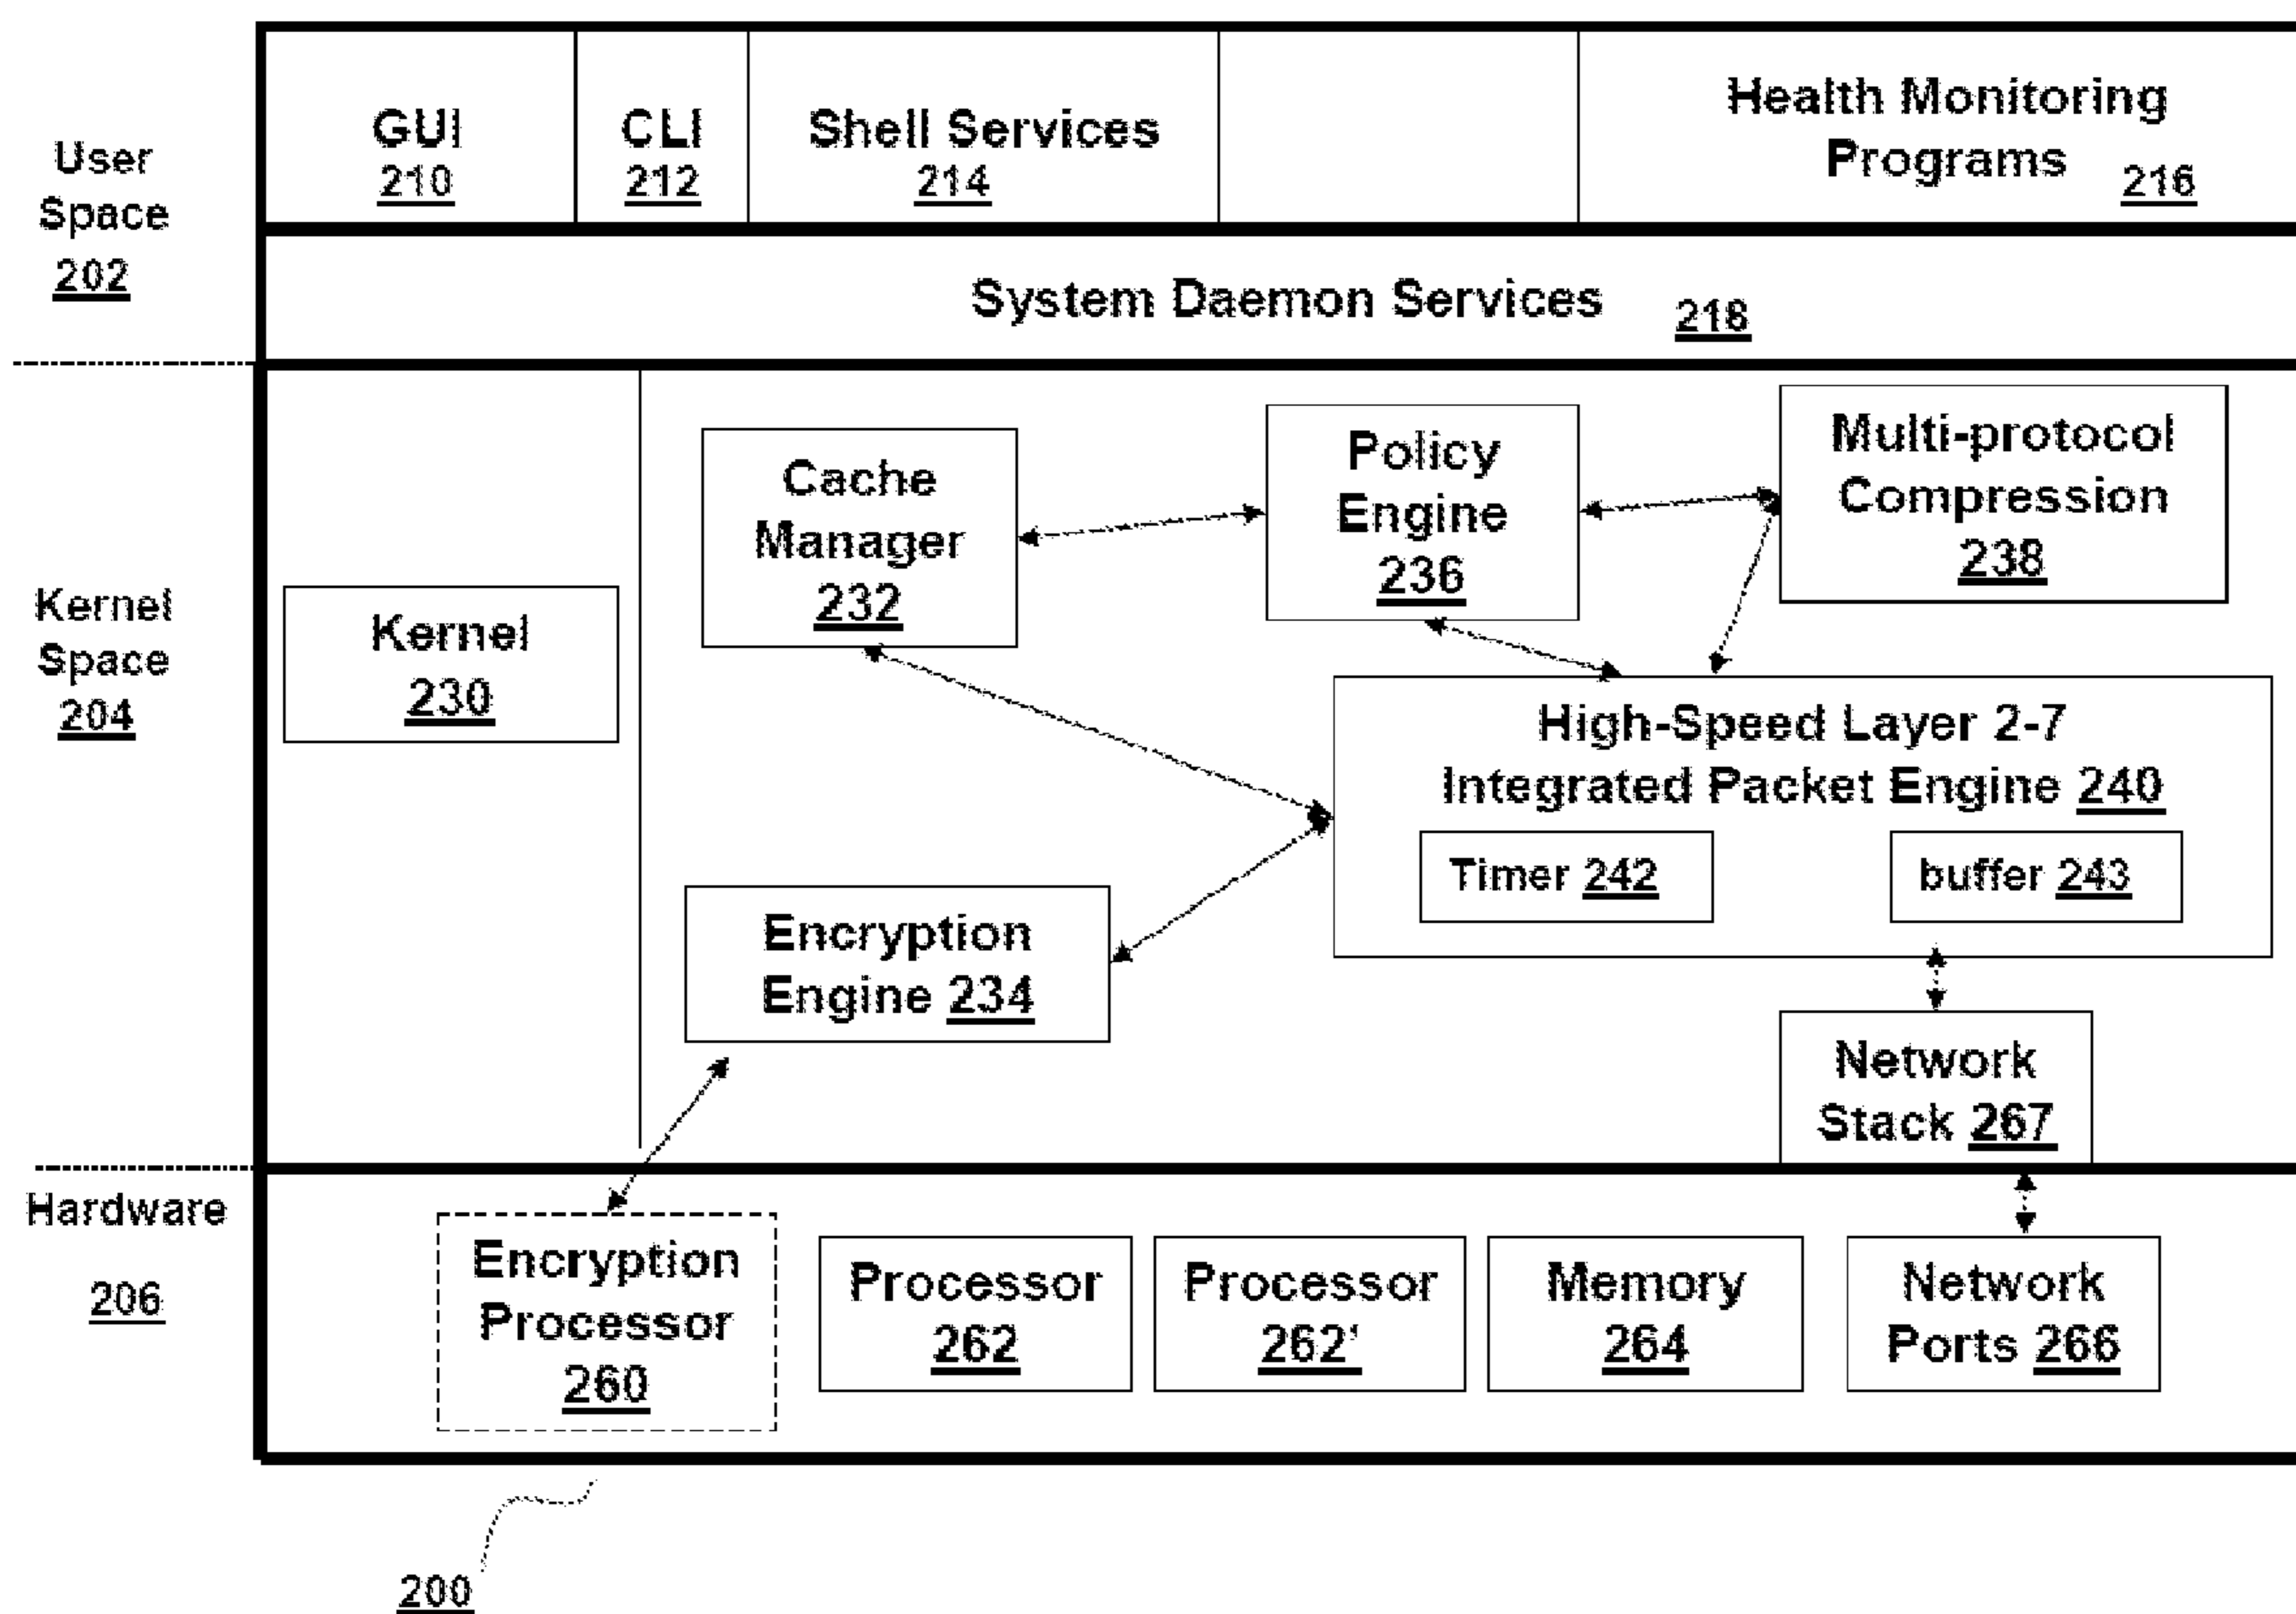 User
Space
202
GUI
210
CLI
212
Shell Services
214
Health Monitoring
Programs 216
System Daemon Services 218
Kernel
Space
204
Kernel
230
Cache
Manager
232
Policy
Engine
236
Multi-protocol
Compression
238
High-Speed Layer 2-7
Integrated Packet Engine 240
Timer 242
buffer 243
Encryption
Engine 234
Network
Stack 267
Hardware
206
Encryption
Processor
260
Processor
262
Processor
262'
Memory
264
Network
Ports 266
200